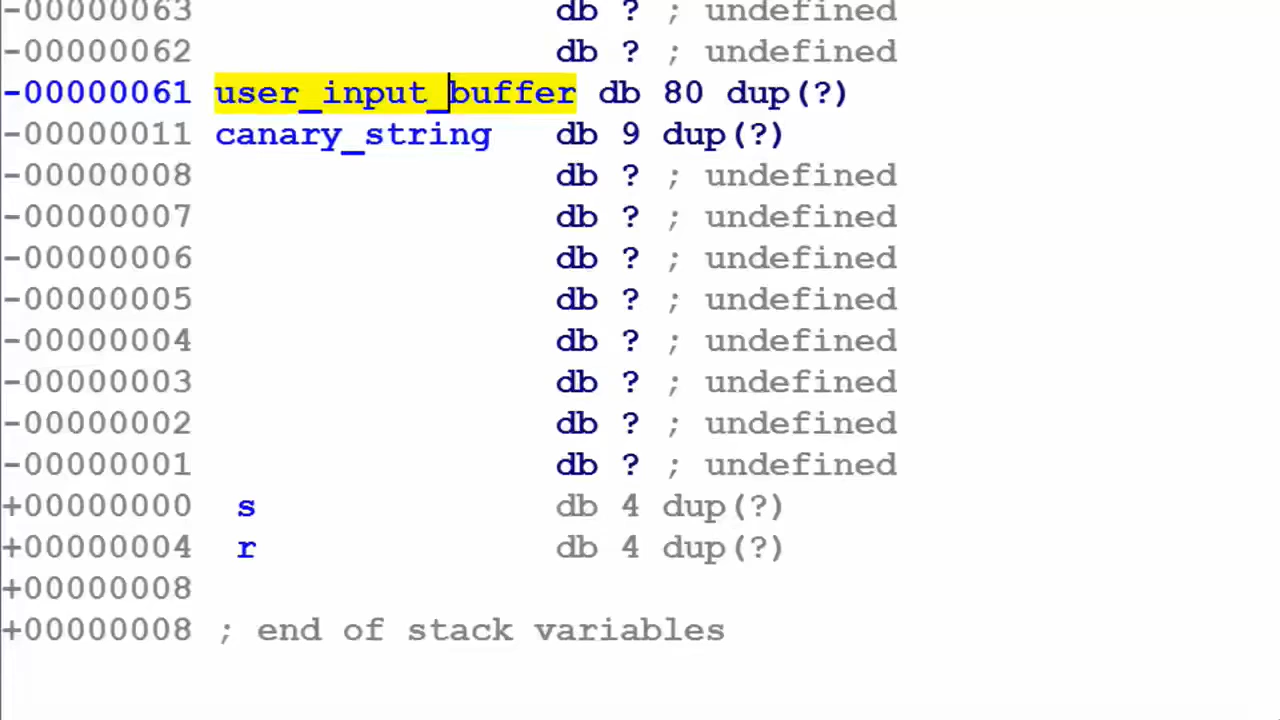 -00000063 db ? ; undefined
-00000062 db ? ; undefined
-00000061 user_input_buffer db 80 dup(?)
-00000011 canary_string db 9 dup(?)
-00000008 db ? ; undefined
-00000007 db ? ; undefined
-00000006 db ? ; undefined
-00000005 db ? ; undefined
-00000004 db ? ; undefined
-00000003 db ? ; undefined
-00000002 db ? ; undefined
-00000001 db ? ; undefined
+00000000 s db 4 dup(?)
+00000004 r db 4 dup(?)
+00000008
+00000008 ; end of stack variables